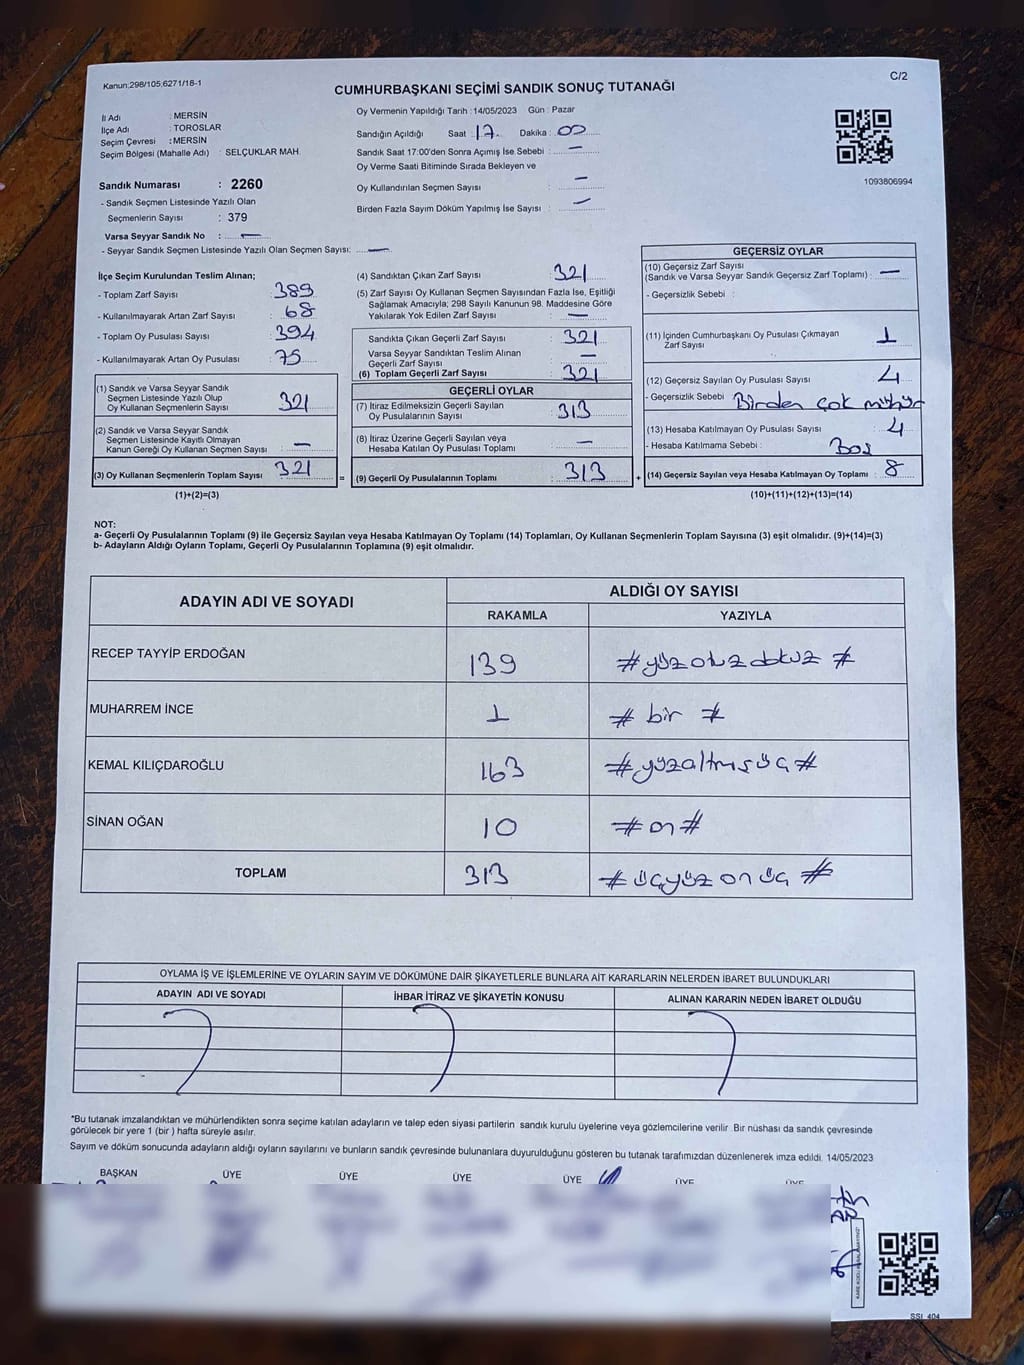 Kanun;298/105;6271/18-1
C/2
CUMHURBAŞKANI SEÇİMİ SANDIK SONUÇ TUTANAĞI
İl Adı : MERSİN
İlçe Adı : TOROSLAR
Seçim Çevresi : MERSİN
Seçim Bölgesi (Mahalle Adı) : SELÇUKLAR MAH.
Oy Vermenin Yapıldığı Tarih : 14/05/2023 Gün : Pazar
Sandığın Açıldığı Saat : 17 Dakika : 00
Sandık Saat 17:00'den Sonra Açımış İse Sebebi : —
Oy Verme Saati Bitiminde Sırada Bekleyen ve
Oy Kullandırılan Seçmen Sayısı : —
Birden Fazla Sayım Döküm Yapılmış İse Sayısı : —
1093806994
Sandık Numarası : 2260
- Sandık Seçmen Listesinde Yazılı Olan
Seçmenlerin Sayısı : 379
Varsa Seyyar Sandık No : —
- Seyyar Sandık Seçmen Listesinde Yazılı Olan Seçmen Sayısı: —
İlçe Seçim Kurulundan Teslim Alınan;
- Toplam Zarf Sayısı : 389
- Kullanılmayarak Artan Zarf Sayısı : 68
- Toplam Oy Pusulası Sayısı : 394
- Kullanılmayarak Artan Oy Pusulası : 75
(1) Sandık ve Varsa Seyyar Sandık
Seçmen Listesinde Yazılı Olup
Oy Kullanan Seçmenlerin Sayısı : 321
(2) Sandık ve Varsa Seyyar Sandık
Seçmen Listesinde Kayıtlı Olmayan
Kanun Gereği Oy Kullanan Seçmen Sayısı : —
(3) Oy Kullanan Seçmenlerin Toplam Sayısı : 321
(1)+(2)=(3)
(4) Sandıktan Çıkan Zarf Sayısı : 321
(5) Zarf Sayısı Oy Kullanan Seçmen Sayısından Fazla İse, Eşitliği
Sağlamak Amacıyla; 298 Sayılı Kanunun 98. Maddesine Göre
Yakılarak Yok Edilen Zarf Sayısı : —
Sandıkta Çıkan Geçerli Zarf Sayısı : 321
Varsa Seyyar Sandıktan Teslim Alınan
Geçerli Zarf Sayısı : —
(6) Toplam Geçerli Zarf Sayısı : 321
GEÇERLİ OYLAR
(7) İtiraz Edilmeksizin Geçerli Sayılan
Oy Pusulalarının Sayısı : 313
(8) İtiraz Üzerine Geçerli Sayılan veya
Hesaba Katılan Oy Pusulası Toplamı : —
=
(9) Geçerli Oy Pusulalarının Toplamı : 313
+
GEÇERSİZ OYLAR
(10) Geçersiz Zarf Sayısı
(Sandık ve Varsa Seyyar Sandık Geçersiz Zarf Toplamı) : —
- Geçersizlik Sebebi :
(11) İçinden Cumhurbaşkanı Oy Pusulası Çıkmayan
Zarf Sayısı : 1
(12) Geçersiz Sayılan Oy Pusulası Sayısı : 4
- Geçersizlik Sebebi : Birden çok mühür
(13) Hesaba Katılmayan Oy Pusulası Sayısı : 4
- Hesaba Katılmama Sebebi : Boş
(14) Geçersiz Sayılan veya Hesaba Katılmayan Oy Toplamı : 8
(10)+(11)+(12)+(13)=(14)
NOT:
a- Geçerli Oy Pusulalarının Toplamı (9) ile Geçersiz Sayılan veya Hesaba Katılmayan Oy Toplamı (14) Toplamları, Oy Kullanan Seçmenlerin Toplam Sayısına (3) eşit olmalıdır. (9)+(14)=(3)
b- Adayların Aldığı Oyların Toplamı, Geçerli Oy Pusulalarının Toplamına (9) eşit olmalıdır.
ADAYIN ADI VE SOYADI
ALDIĞI OY SAYISI
RAKAMLA YAZIYLA
RECEP TAYYİP ERDOĞAN 139 # yüz otuz dokuz #
MUHARREM İNCE 1 # bir #
KEMAL KILIÇDAROĞLU 163 # yüzaltmış üç #
SİNAN OĞAN 10 # on #
TOPLAM 313 # üçyüz on üç #
OYLAMA İŞ VE İŞLEMLERİNE VE OYLARIN SAYIM VE DÖKÜMÜNE DAİR ŞİKAYETLERLE BUNLARA AİT KARARLARIN NELERDEN İBARET BULUNDUKLARI
ADAYIN ADI VE SOYADI İHBAR İTİRAZ VE ŞİKAYETİN KONUSU ALINAN KARARIN NEDEN İBARET OLDUĞU
*Bu tutanak imzalandıktan ve mühürlendikten sonra seçime katılan adayların ve talep eden siyasi partilerin sandık kurulu üyelerine veya gözlemcilerine verilir. Bir nüshası da sandık çevresinde
görülecek bir yere 1 (bir ) hafta süreyle asılır.
Sayım ve döküm sonucunda adayların aldığı oyların sayılarını ve bunların sandık çevresinde bulunanlara duyurulduğunu gösteren bu tutanak tarafımızdan düzenlenerek imza edildi. 14/05/2023
BAŞKAN ÜYE ÜYE ÜYE ÜYE ÜYE ÜYE
SSI_404